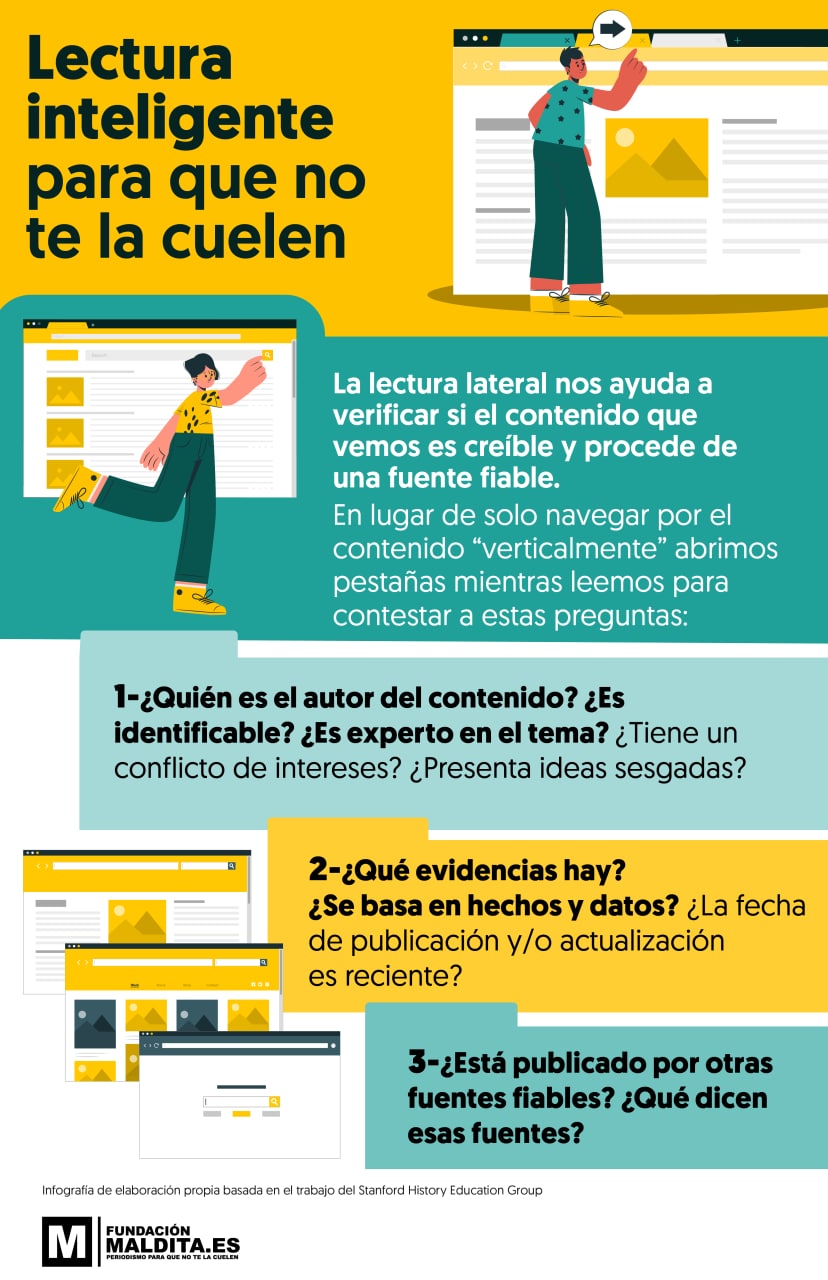 Lectura
inteligente
para que no
te la cuelen
Search
La lectura lateral nos ayuda a
verificar si el contenido que
vemos es creíble y procede de
una fuente fiable.
En lugar de solo navegar por el
contenido “verticalmente” abrimos
pestañas mientras leemos para
contestar a estas preguntas:
1-¿Quién es el autor del contenido? ¿Es
identificable? ¿Es experto en el tema? ¿Tiene un
conflicto de intereses? ¿Presenta ideas sesgadas?
2-¿Qué evidencias hay?
¿Se basa en hechos y datos? ¿La fecha
de publicación y/o actualización
es reciente?
3-¿Está publicado por otras
fuentes fiables? ¿Qué dicen
esas fuentes?
Infografía de elaboración propia basada en el trabajo del Stanford History Education Group
M
FUNDACIÓN
MALDITA.ES
PERIODISMO PARA QUE NO TE LA CUELEN